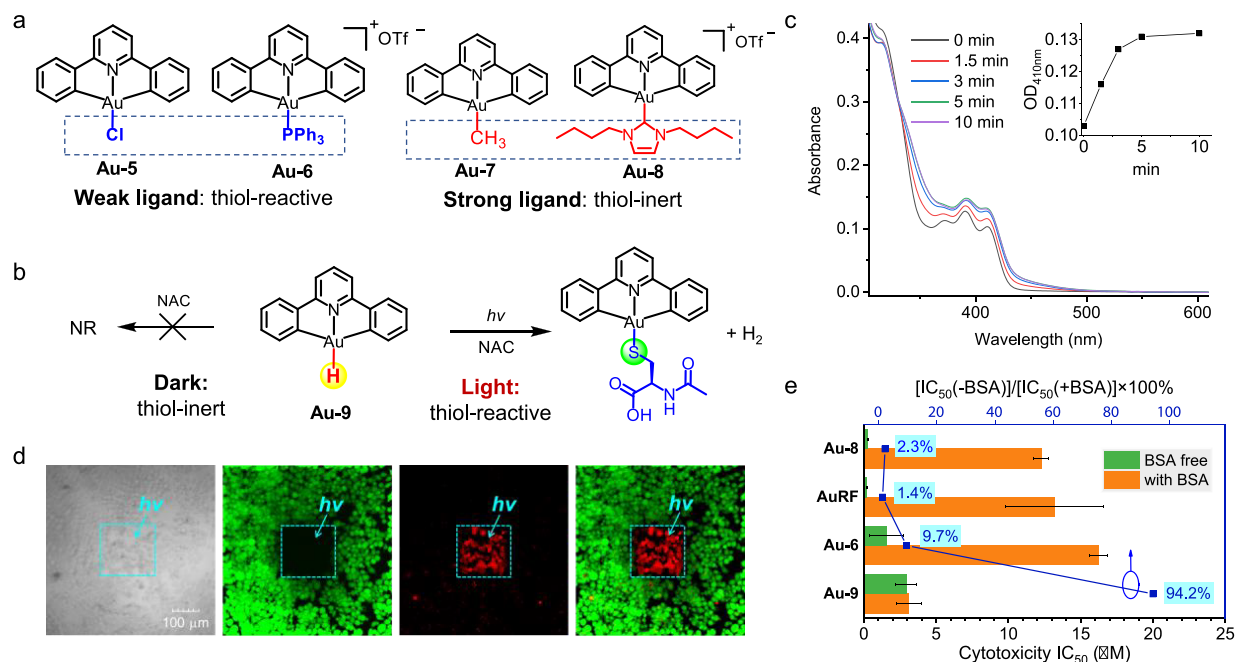 a
N
Au
Cl
Au-5
N
Au
PPh3
Au-6
+
OTf −
Weak ligand: thiol-reactive
N
Au
CH3
Au-7
N
Au
N N
Au-8
+
OTf −
Strong ligand: thiol-inert
b
NR
NAC
Dark:
thiol-inert
N
Au
H
Au-9
hv
NAC
Light:
thiol-reactive
N
Au
S
O
O
N
H
OH
+ H2
c
0 min
1.5 min
3 min
5 min
10 min
0.4
0.3
0.2
0.1
0.0
Absorbance
400
500
600
Wavelength (nm)
0.13
0.12
0.11
0.10
OD410nm
0
5
10
min
d
hv
100 μm
hv
hv
hv
e
[IC50(-BSA)]/[IC50(+BSA)]×100%
0 20 40 60 80 100
Au-8
AuRF
Au-6
Au-9
2.3%
1.4%
9.7%
94.2%
BSA free
with BSA
0 5 10 15 20 25
Cytotoxicity IC50 (□M)